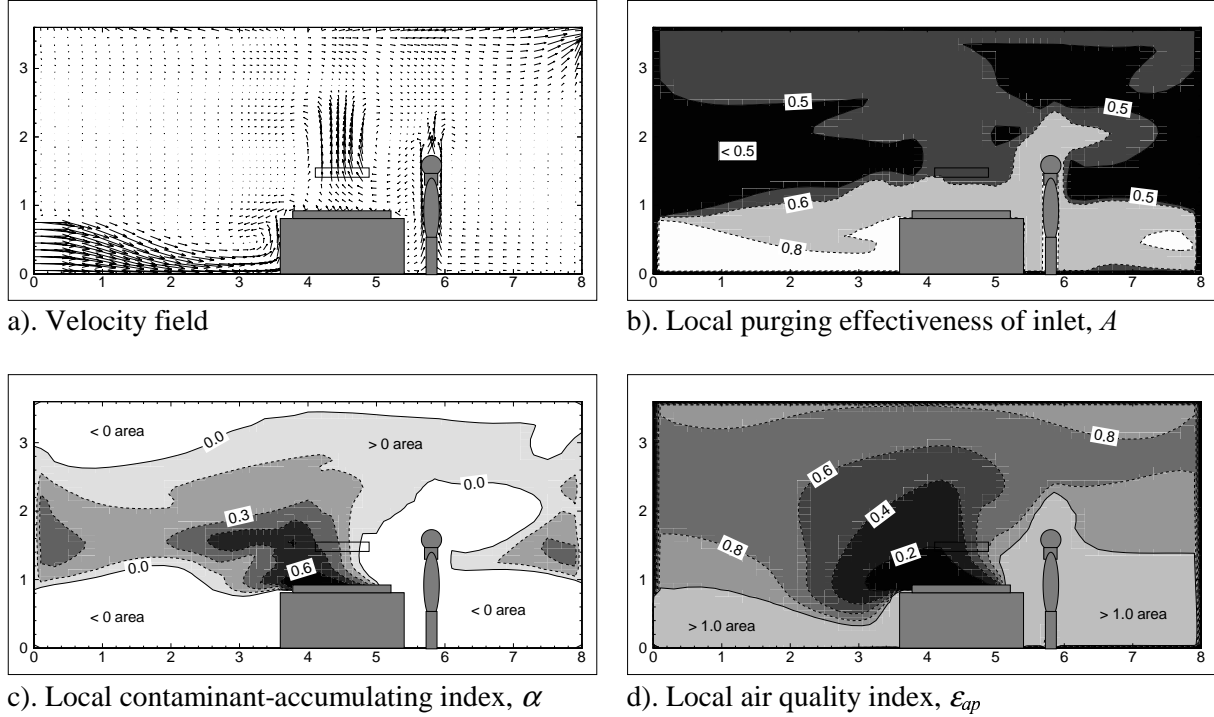 3
2
1
0
0 1 2 3 4 5 6 7 8
a). Velocity field
3
2
1
0
0 1 2 3 4 5 6 7 8
0.5
0.5
< 0.5
0.6
0.5
0.8
b). Local purging effectiveness of inlet, A
3
2
1
0
0 1 2 3 4 5 6 7 8
< 0 area
0.0
> 0 area
0.0
0.3
0.0
0.6
< 0 area
< 0 area
c). Local contaminant-accumulating index, α
3
2
1
0
0 1 2 3 4 5 6 7 8
0.8
0.6
0.4
0.8
0.2
> 1.0 area
> 1.0 area
d). Local air quality index, εap